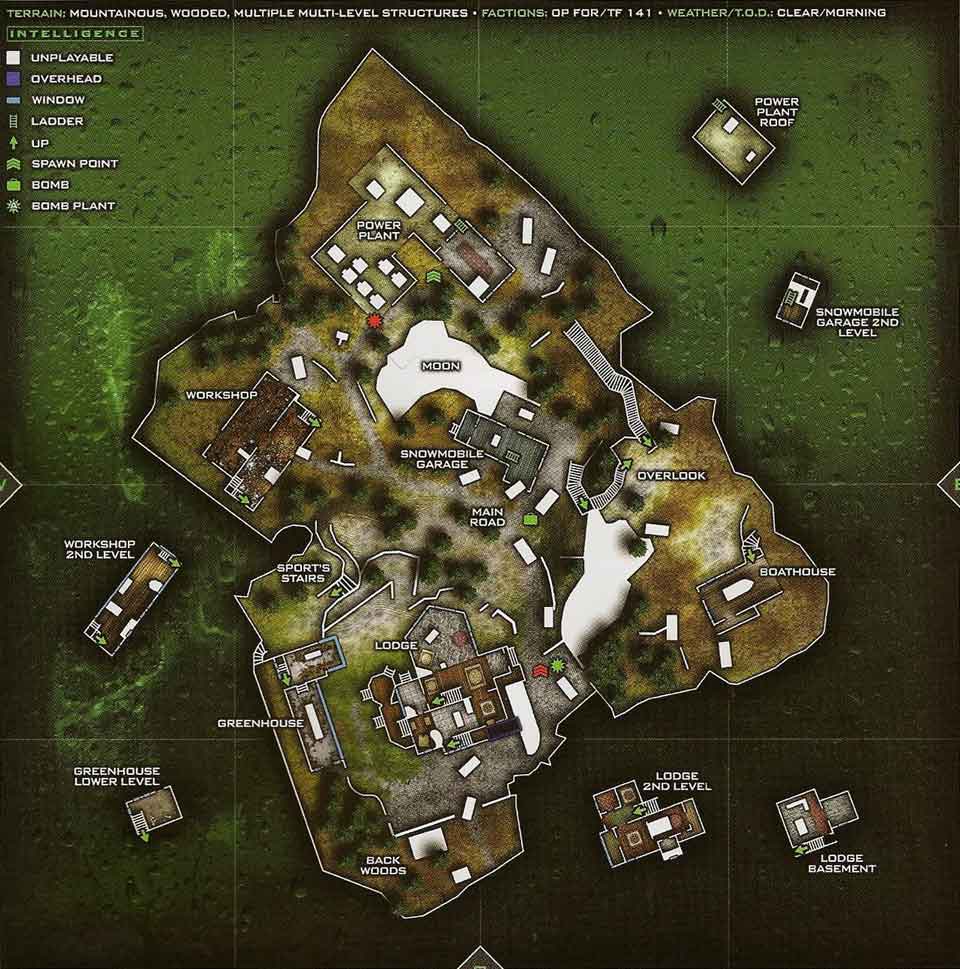 TERRAIN: MOUNTAINOUS, WOODED, MULTIPLE MULTI-LEVEL STRUCTURES • FACTIONS: OP FOR/TF 141 • WEATHER/T.O.D.: CLEAR/MORNING
INTELLIGENCE
UNPLAYABLE
OVERHEAD
WINDOW
LADDER
UP
SPAWN POINT
BOMB
BOMB PLANT
POWER
PLANT
ROOF
POWER
PLANT
SNOWMOBILE
GARAGE 2ND
LEVEL
MOON
WORKSHOP
SNOWMOBILE
GARAGE
OVERLOOK
MAIN
ROAD
WORKSHOP
2ND LEVEL
SPORT'S
STAIRS
BOATHOUSE
LODGE
GREENHOUSE
GREENHOUSE
LOWER LEVEL
LODGE
2ND LEVEL
BACK
WOODS
LODGE
BASEMENT